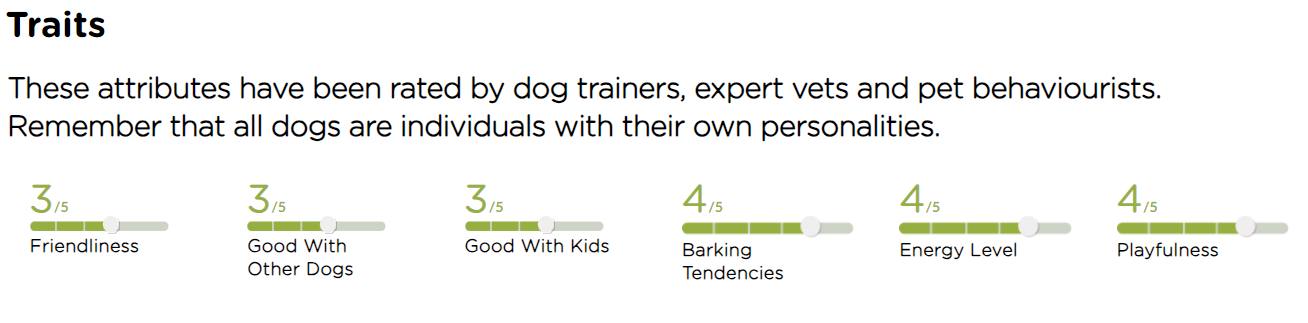 Traits
These attributes have been rated by dog trainers, expert vets and pet behaviourists.
Remember that all dogs are individuals with their own personalities.
3/5
Friendliness
3/5
Good With
Other Dogs
3/5
Good With Kids
4/5
Barking
Tendencies
4/5
Energy Level
4/5
Playfulness